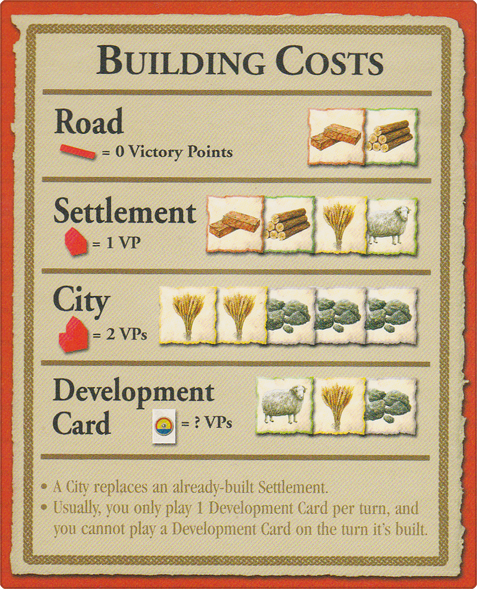 BUILDING COSTS
Road
= 0 Victory Points
Settlement
= 1 VP
City
= 2 VPs
Development
Card
= ? VPs
• A City replaces an already-built Settlement.
• Usually, you only play 1 Development Card per turn, and
you cannot play a Development Card on the turn it's built.